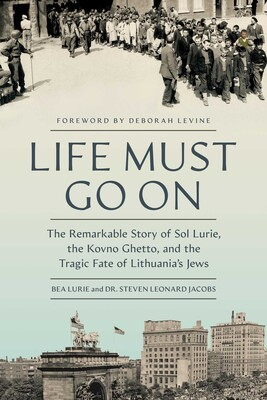 FOREWORD BY DEBORAH LEVINE
LIFE MUST
GO ON
The Remarkable Story of Sol Lurie,
the Kovno Ghetto, and the
Tragic Fate of Lithuania's Jews
BEA LURIE AND DR. STEVEN LEONARD JACOBS